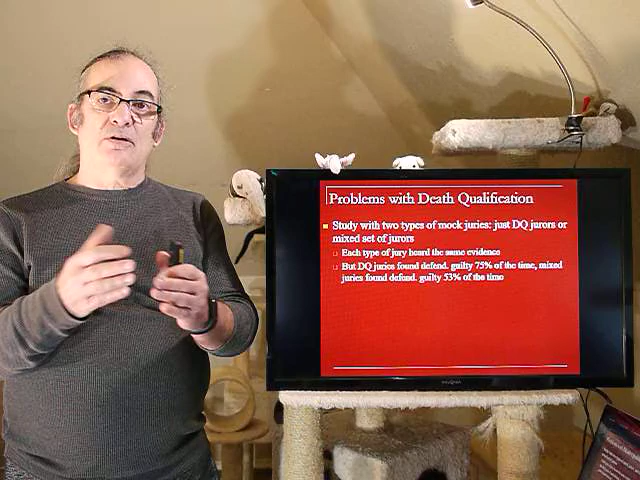 Problems with Death Qualification
Study with two types of mock juries: just DQ jurors or
mixed set of jurors
Each type of jury heard the same evidence
But DQ juries found defend. guilty 75% of the time, mixed
juries found defend. guilty 53% of the time
INSIGNIA